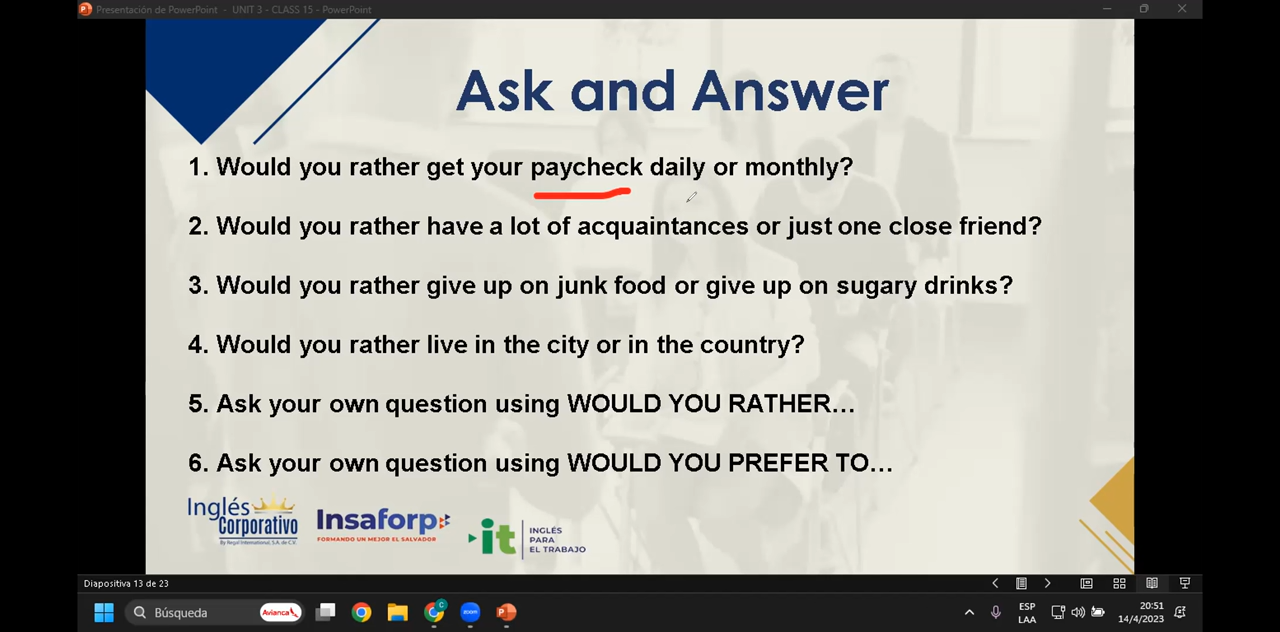 Presentación de PowerPoint - UNIT 3 - CLASS 15 - PowerPoint
Ask and Answer
1. Would you rather get your paycheck daily or monthly?
2. Would you rather have a lot of acquaintances or just one close friend?
3. Would you rather give up on junk food or give up on sugary drinks?
4. Would you rather live in the city or in the country?
5. Ask your own question using WOULD YOU RATHER...
6. Ask your own question using WOULD YOU PREFER TO...
Inglés
Corporativo
By Regal International, S.A. de C.V.
Insaforp
FORMANDO UN MEJOR EL SALVADOR
it
INGLÉS
PARA
EL TRABAJO
Diapositiva 13 de 23
Búsqueda
Avianca
C
zoom
ESP
LAA
20:51
14/4/2023